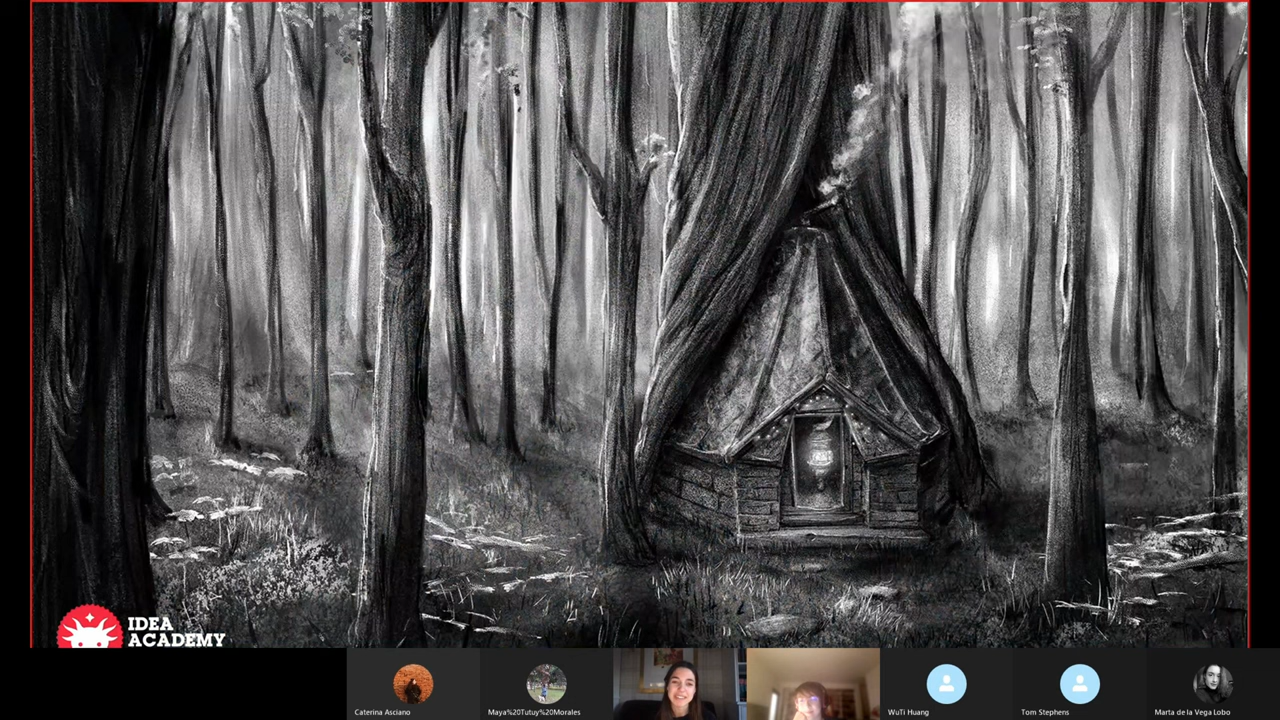 IDEA
ACADEMY
Caterina Asciano
Maya%20Tutuy%20Morales
WuTi Huang
Tom Stephens
Marta de la Vega Lobo